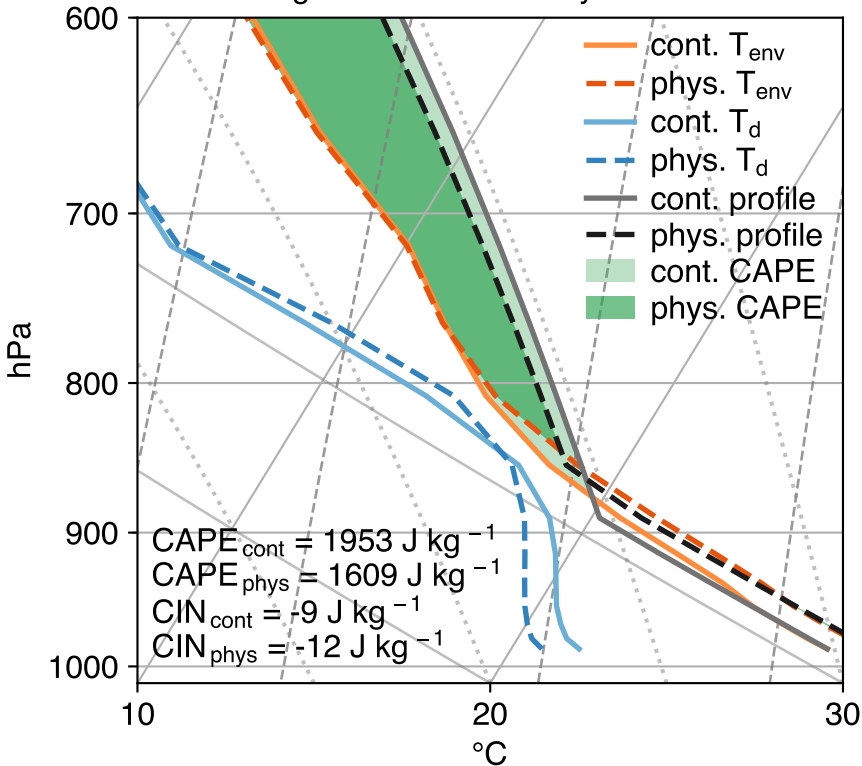 600
700
800
900
1000
hPa
cont. T_env
phys. T_env
cont. T_d
phys. T_d
cont. profile
phys. profile
cont. CAPE
phys. CAPE
CAPE_cont = 1953 J kg⁻¹
CAPE_phys = 1609 J kg⁻¹
CIN_cont = -9 J kg⁻¹
CIN_phys = -12 J kg⁻¹
10 20 30
°C